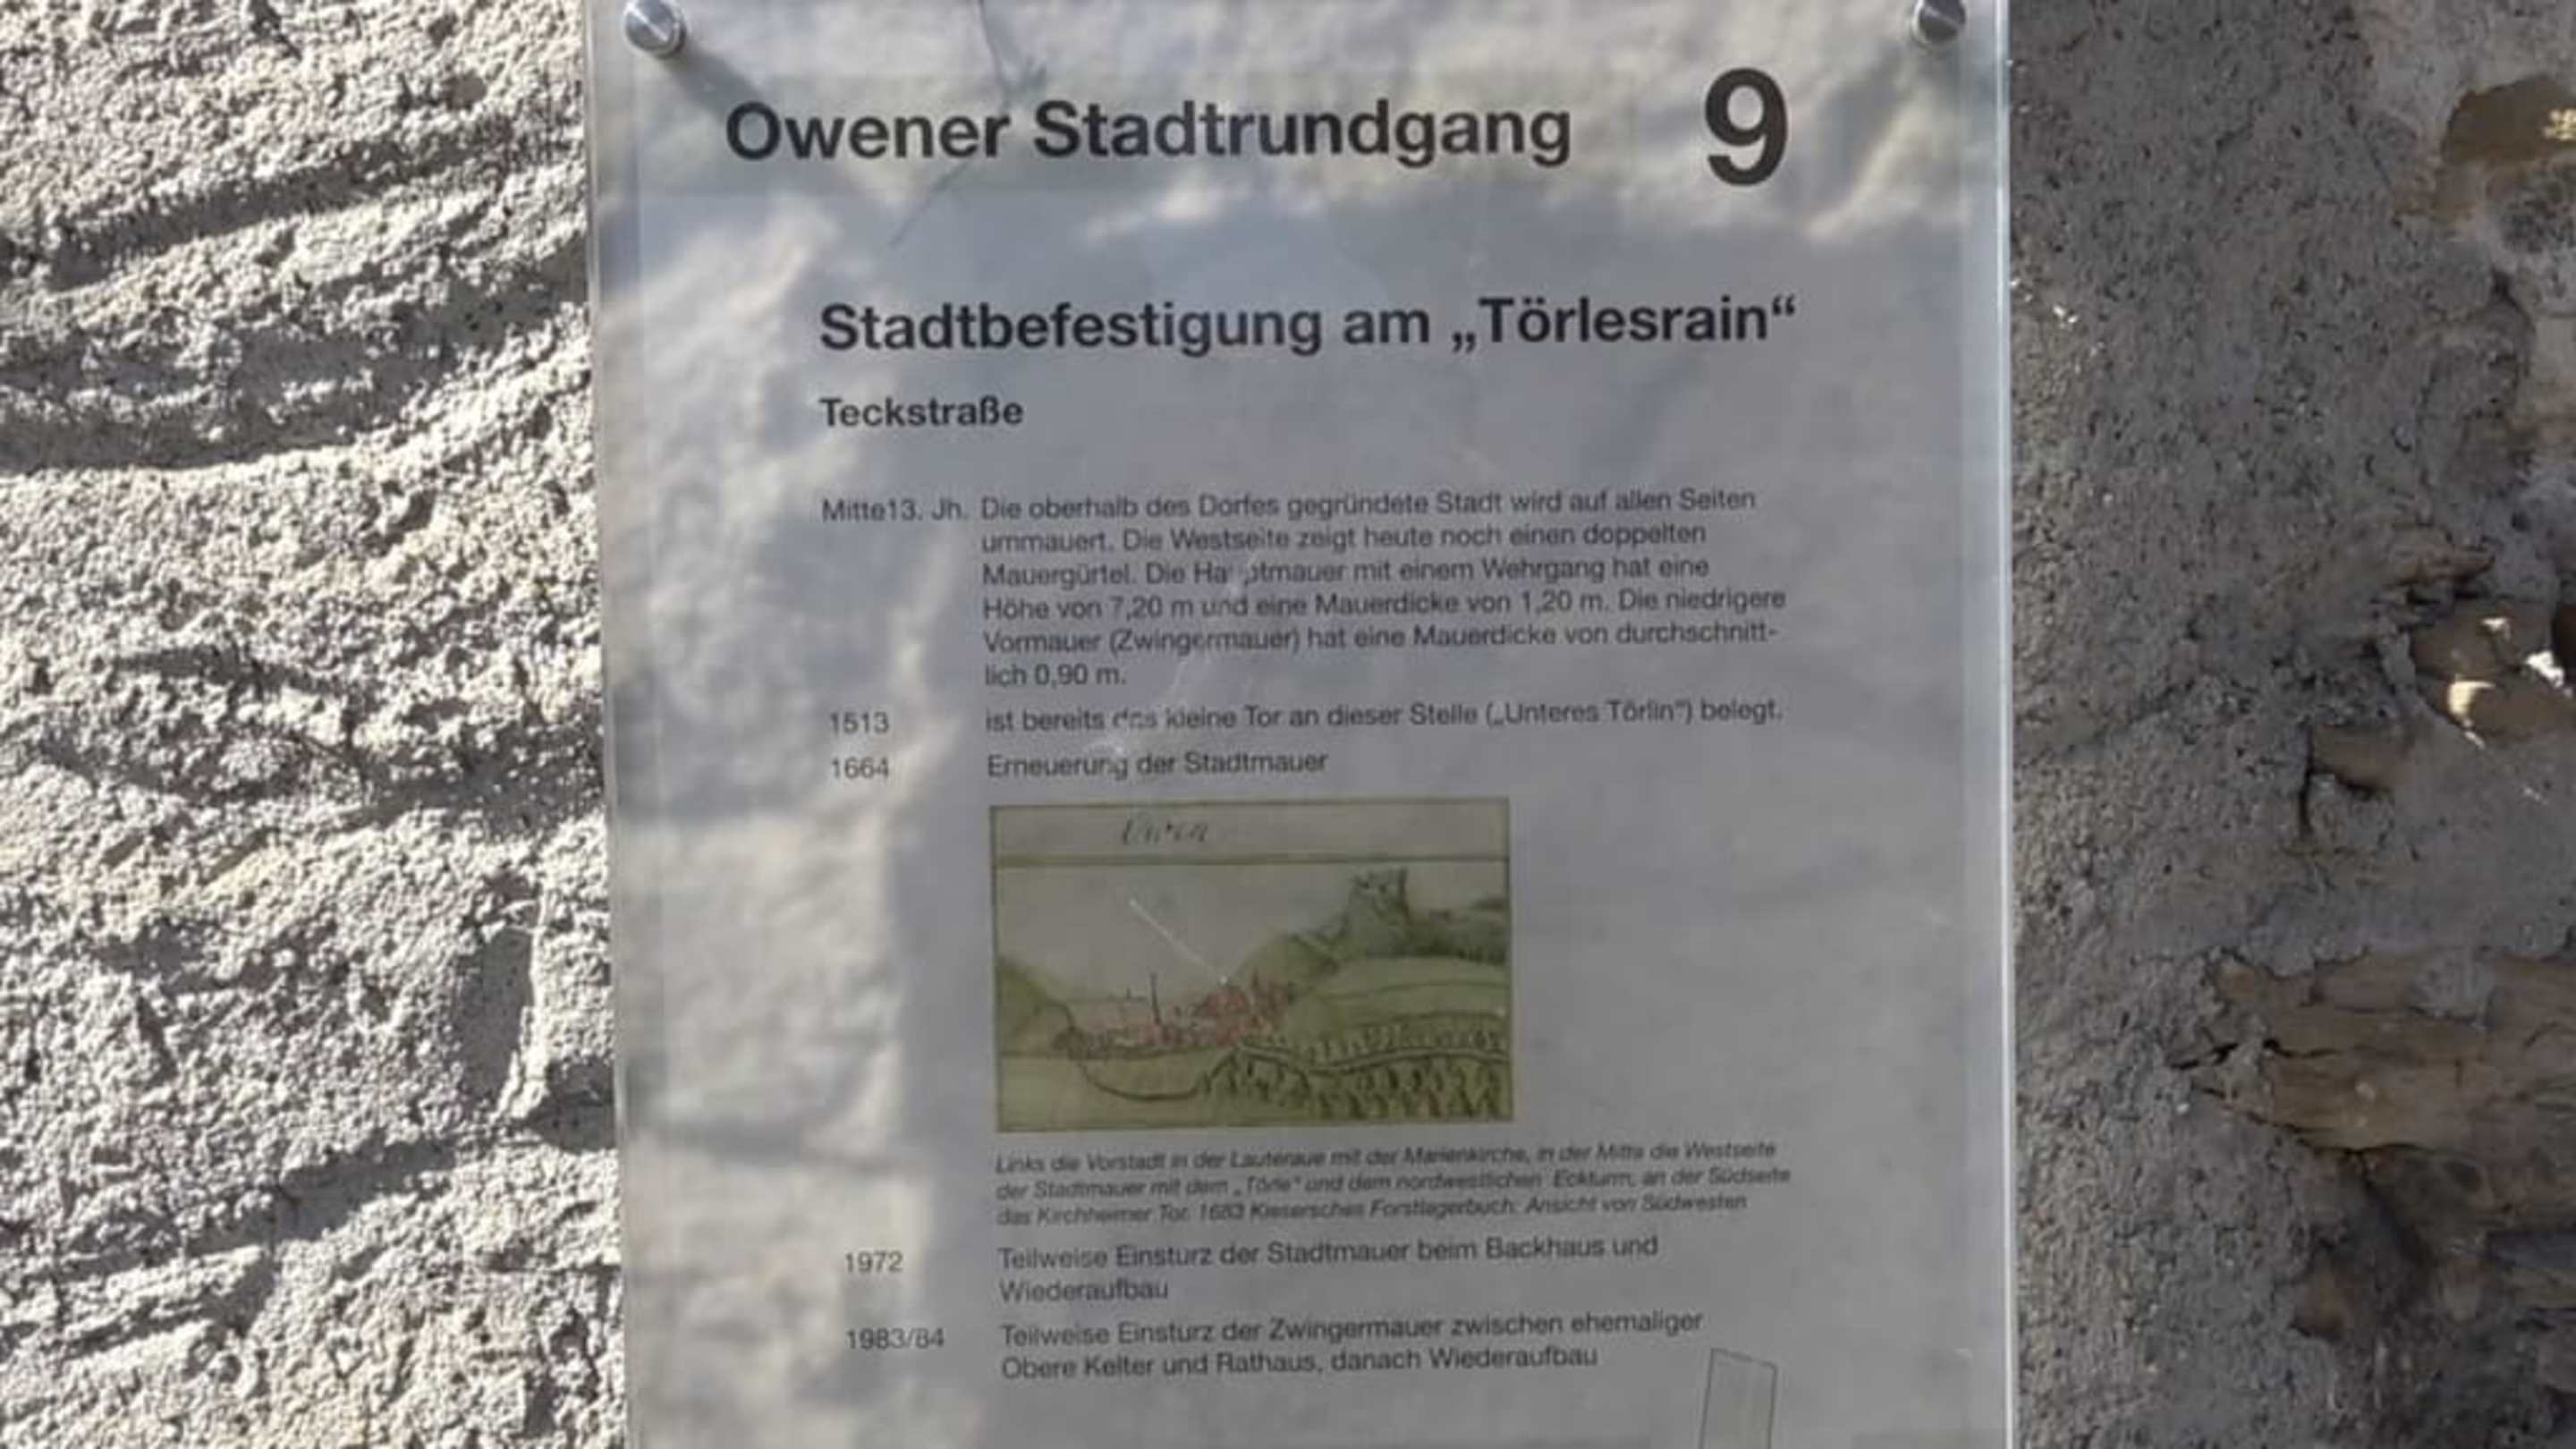 Owener Stadtrundgang 9
Stadtbefestigung am „Törlesrain“
Teckstraße
Mitte13. Jh. Die oberhalb des Dorfes gegründete Stadt wird auf allen Seiten
ummauert. Die Westseite zeigt heute noch einen doppelten
Mauergürtel. Die Hauptmauer mit einem Wehrgang hat eine
Höhe von 7,20 m und eine Mauerdicke von 1,20 m. Die niedrigere
Vormauer (Zwingermauer) hat eine Mauerdicke von durchschnitt-
lich 0,90 m.
1513 ist bereits das kleine Tor an dieser Stelle („Unteres Törlin“) belegt.
1664 Erneuerung der Stadtmauer
Links die Vorstadt in der Lauteraue mit der Marienkirche, in der Mitte die Westseite
der Stadtmauer mit dem „Törle“ und dem nordwestlichen Eckturm, an der Südseite
das Kirchheimer Tor. 1683 Kiesersches Forstlagerbuch. Ansicht von Südwesten
1972 Teilweise Einsturz der Stadtmauer beim Backhaus und
Wiederaufbau
1983/84 Teilweise Einsturz der Zwingermauer zwischen ehemaliger
Obere Kelter und Rathaus, danach Wiederaufbau